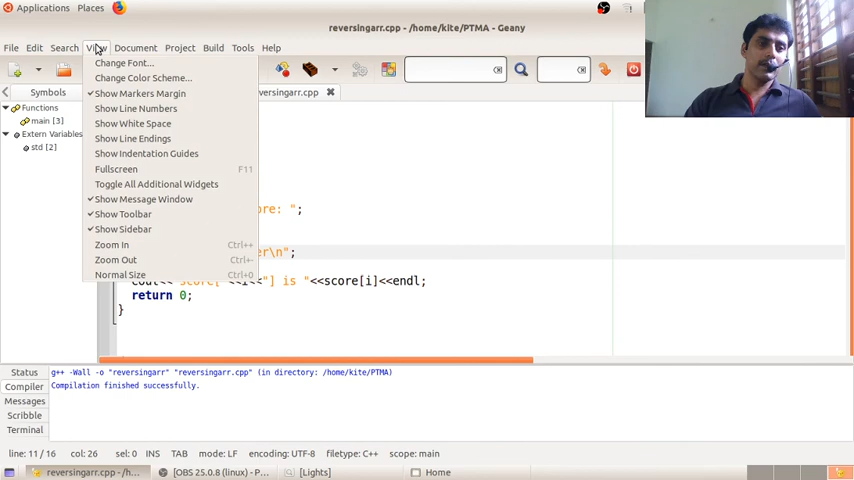 Applications Places
reversingarr.cpp - /home/kite/PTMA - Geany
File Edit Search View Document Project Build Tools Help
Symbols
versingarr.cpp
Functions
main [3]
Extern Variables
std [2]
Change Font...
Change Color Scheme...
Show Markers Margin
Show Line Numbers
Show White Space
Show Line Endings
Show Indentation Guides
Fullscreen F11
Toggle All Additional Widgets
Show Message Window
Show Toolbar
Show Sidebar
Zoom In Ctrl++
Zoom Out Ctrl+-
Normal Size Ctrl+0
ore: ";
er\n";
cout<<"score["<<i<<"] is "<<score[i]<<endl;
return 0;
}
Status
Compiler
Messages
Scribble
Terminal
g++ -Wall -o "reversingarr" "reversingarr.cpp" (in directory: /home/kite/PTMA)
Compilation finished successfully.
line: 11 / 16 col: 26 sel: 0 INS TAB mode: LF encoding: UTF-8 filetype: C++ scope: main
reversingarr.cpp - /h... [OBS 25.0.8 (linux) - P... [Lights] Home